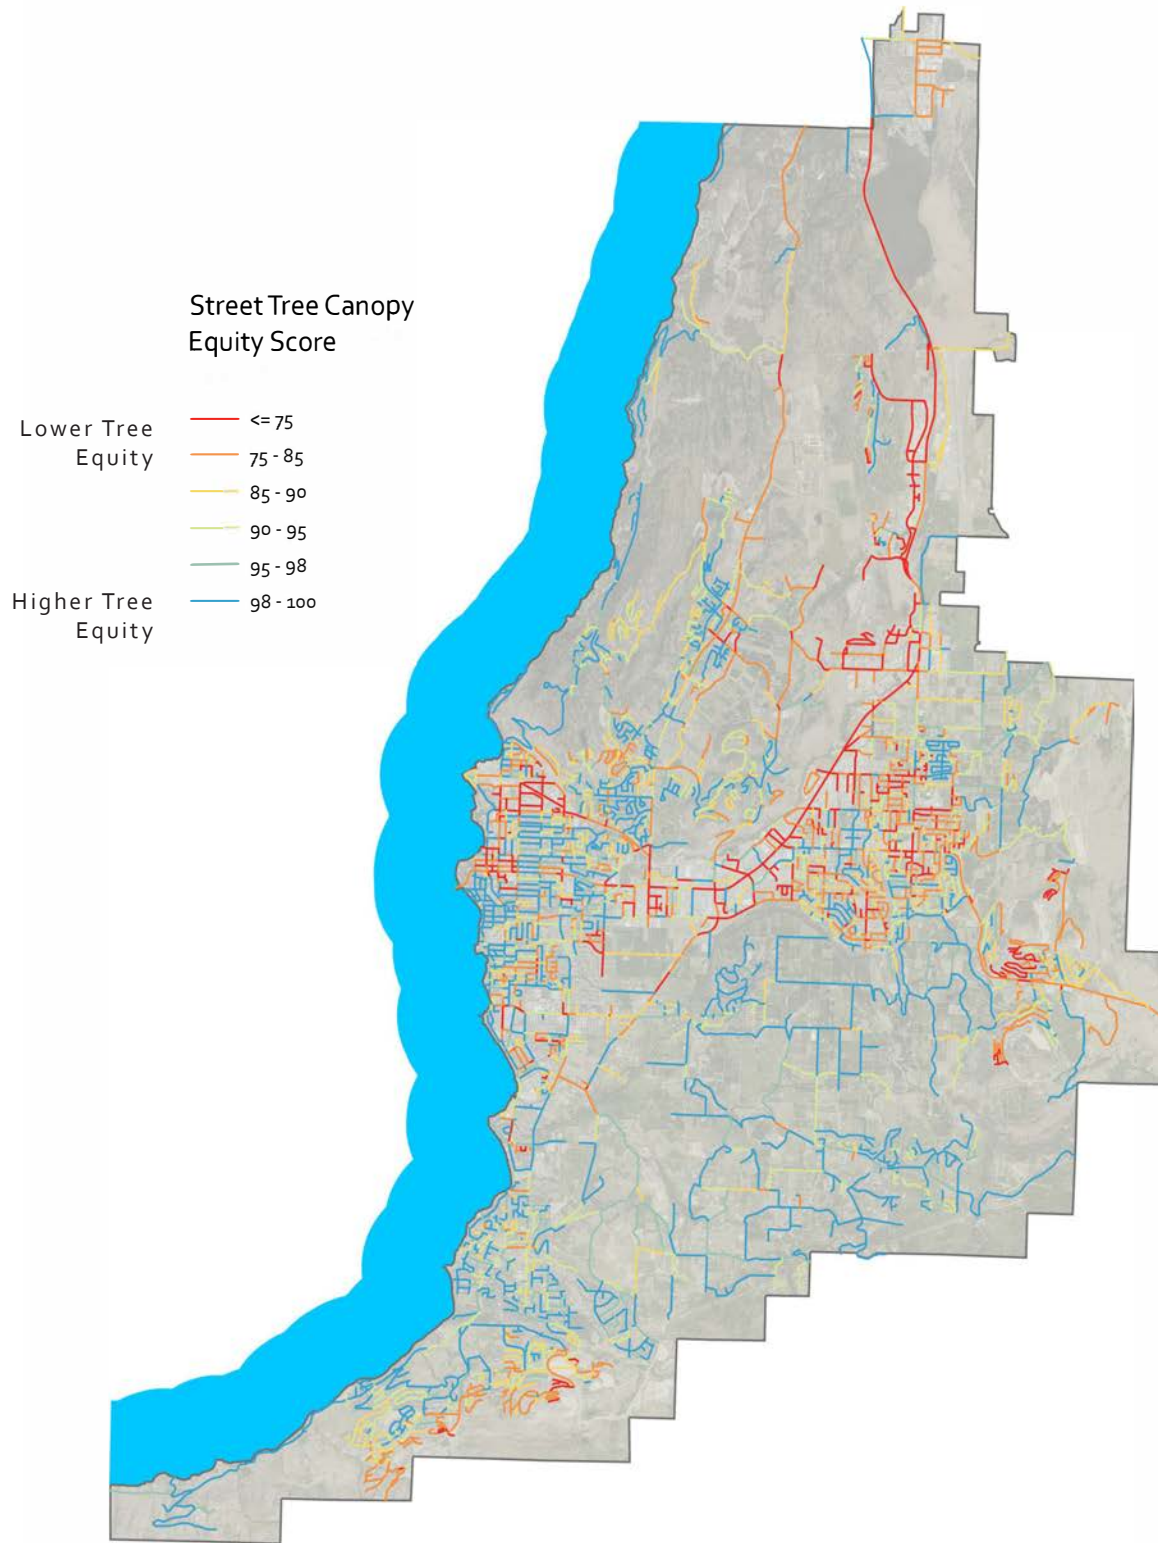 Street Tree Canopy
Equity Score
Lower Tree
Equity
<= 75
75 - 85
85 - 90
90 - 95
95 - 98
Higher Tree
Equity
98 - 100